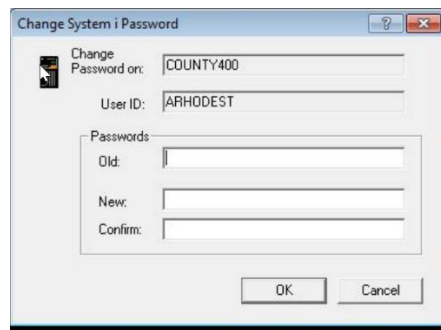 Change System i Password
Change
Password on: COUNTY400
User ID: ARHODEST
Passwords
Old:
New:
Confirm:
OK Cancel